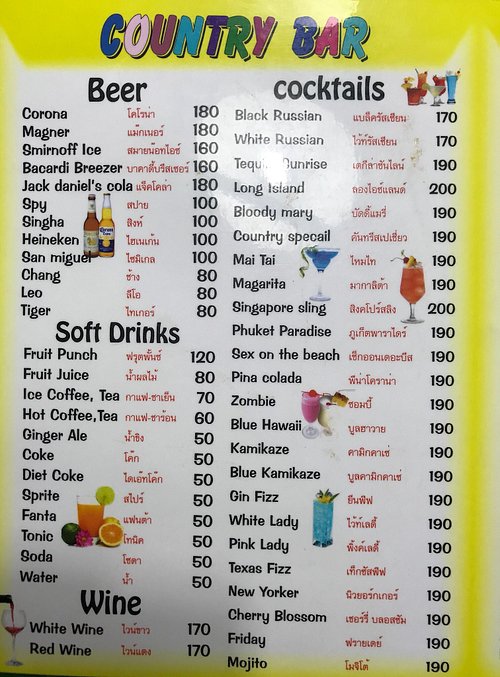 COUNTRY BAR
Beer
Corona โคโรน่า 180
Magner แม๊กเนอร์ 180
Smirnoff Ice สมายน๊อทไอซ์ 160
Bacardi Breezer บาคาดี้บรีสเซอร์ 160
Jack daniel's cola แจ็คโคล่า 180
Spy สปาย 100
Singha สิงห์ 100
Heineken ไฮเนเก้น 100
San miguel ไซมิเกล 100
Chang ช้าง 80
Leo ลีโอ 80
Tiger ไทเกอร์ 80
Soft Drinks
Fruit Punch ฟรุตพั้นช์ 120
Fruit Juice น้ำผลไม้ 80
Ice Coffee, Tea กาแฟ-ชาเย็น 70
Hot Coffee,Tea กาแฟ-ชาร้อน 60
Ginger Ale น้ำขิง 50
Coke โค๊ก 50
Diet Coke ไดเอทโค๊ก 50
Sprite สไปร์ 50
Fanta แฟนต้า 50
Tonic โทนิค 50
Soda โซดา 50
Water น้ำ 50
Wine
White Wine ไวน์ขาว 170
Red Wine ไวน์แดง 170
cocktails
Black Russian แบล็ครัสเซียน 170
White Russian ไว้ท์รัสเซียน 170
Tequila Sunrise เตกีลาซันไลน์ 190
Long Island ลองไอซ์แลนด์ 200
Bloody mary บัดดี้แมรี่ 190
Country specail คันทรีสเปเชี่ยว 190
Mai Tai ไหมไท 190
Magarita มากาลิต้า 190
Singapore sling สิงคโปร์สลิง 200
Phuket Paradise ภูเก็ตพาราไดร์ 190
Sex on the beach เซ็กออนเดอะบีส 190
Pina colada พีน่าโคราน่า 190
Zombie ซอมบี้ 190
Blue Hawaii บูลฮาวาย 190
Kamikaze คามิกคาเซ่ 190
Blue Kamikaze บูลคามิกคาเซ่ 190
Gin Fizz ยีนฟิฟ 190
White Lady ไว้ท์เลดี้ 190
Pink Lady พิ้งค์เลดี้ 190
Texas Fizz เท็กซัสฟิฟ 190
New Yorker นิวยอร์กเกอร์ 190
Cherry Blossom เชอร์รี่ บลอสซัม 190
Friday ฟรายเดย์ 190
Mojito โมจิโต้ 190